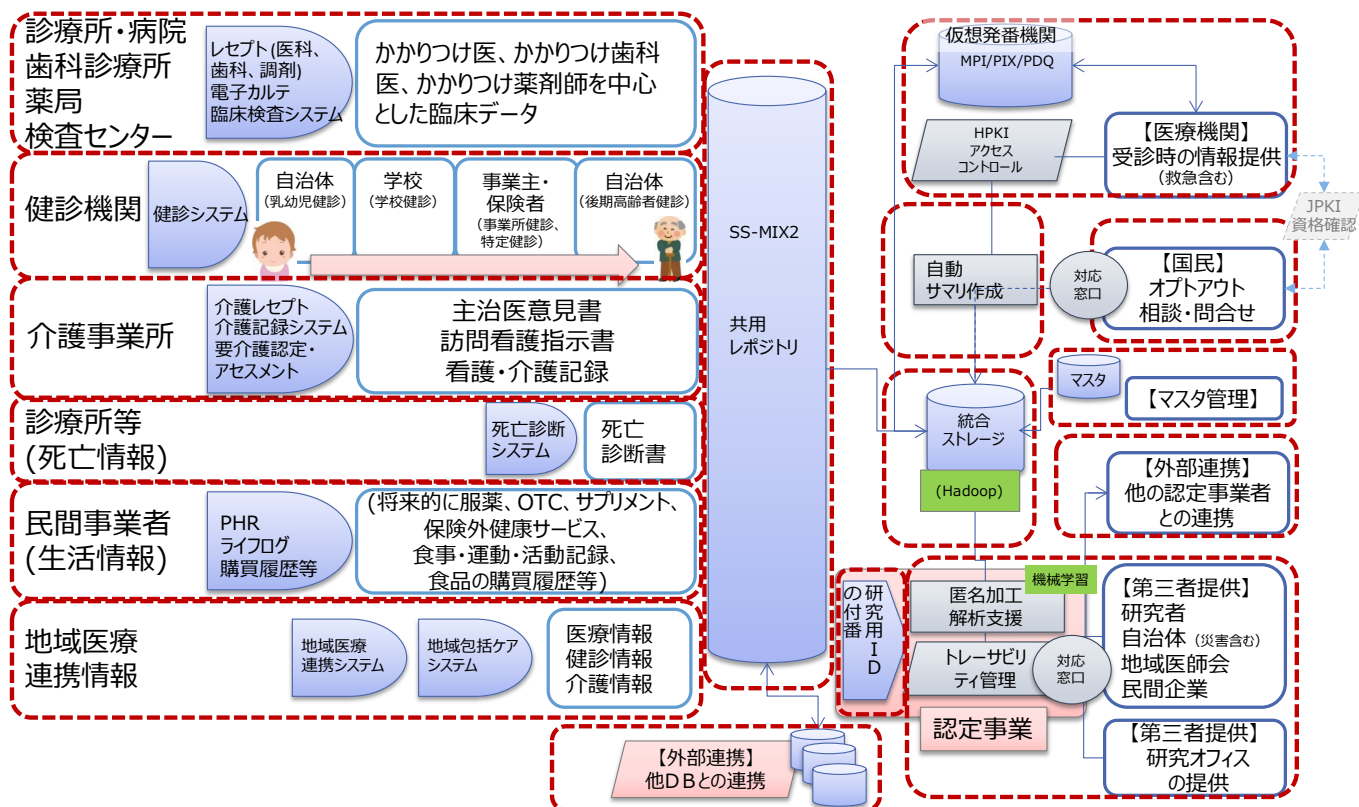 診療所・病院
歯科診療所
薬局
検査センター
レセプト(医科、
歯科、調剤)
電子カルテ
臨床検査システム
かかりつけ医、かかりつけ歯科
医、かかりつけ薬剤師を中心
とした臨床データ
健診機関
健診システム
自治体
(乳幼児健診)
学校
(学校健診)
事業主・
保険者
(事業所健診、
特定健診)
自治体
(後期高齢者健診)
介護事業所
介護レセプト
介護記録システム
要介護認定・
アセスメント
主治医意見書
訪問看護指示書
看護・介護記録
診療所等
(死亡情報)
死亡診断
システム
死亡
診断書
民間事業者
(生活情報)
PHR
ライフログ
購買履歴等
(将来的に服薬、OTC、サプリメント、
保険外健康サービス、
食事・運動・活動記録、
食品の購買履歴等)
地域医療
連携情報
地域医療
連携システム
地域包括ケア
システム
医療情報
健診情報
介護情報
SS-MIX2
共用
レポジトリ
【外部連携】
他DBとの連携
仮想発番機関
MPI/PIX/PDQ
HPKI
アクセス
コントロール
【医療機関】
受診時の情報提供
(救急含む)
JPKI
資格確認
自動
サマリ作成
対応
窓口
【国民】
オプトアウト
相談・問合せ
マスタ
【マスタ管理】
統合
ストレージ
(Hadoop)
【外部連携】
他の認定事業者
との連携
研究用ID
の付番
機械学習
匿名加工
解析支援
トレーサビリ
ティ管理
対応
窓口
認定事業
【第三者提供】
研究者
自治体(災害含む)
地域医師会
民間企業
【第三者提供】
研究オフィス
の提供